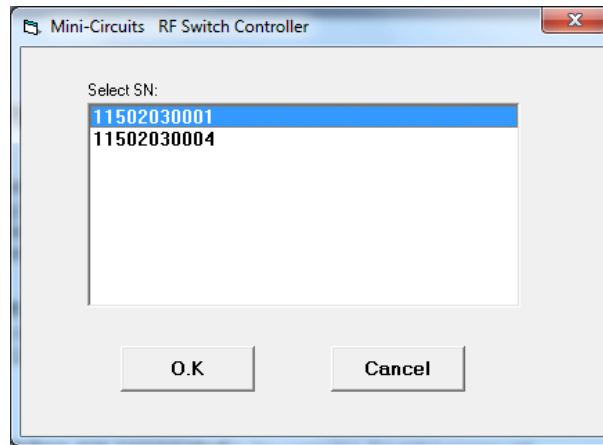 Mini-Circuits RF Switch Controller
Select SN:
11502030001
11502030004
O.K
Cancel